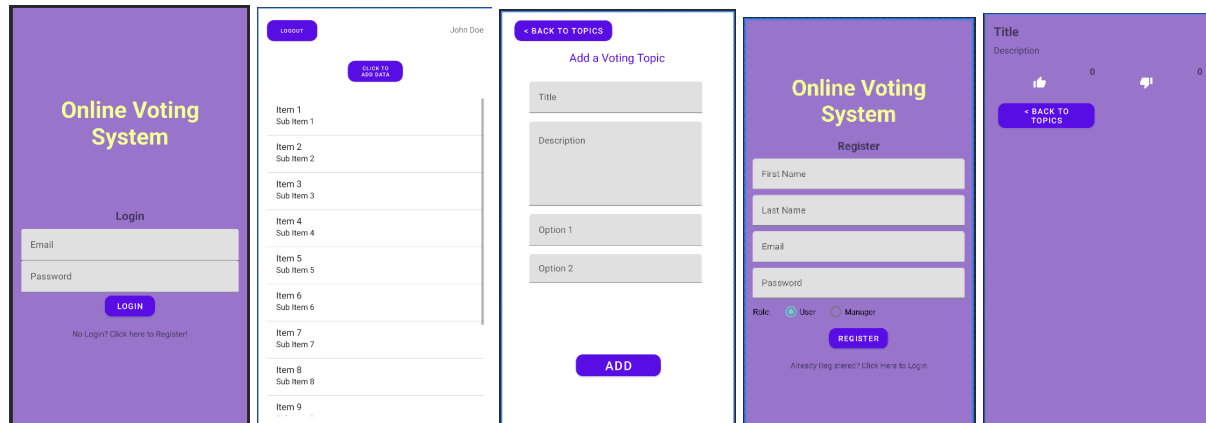 Online Voting
System
Login
Email
Password
LOGIN
No Login? Click here to Register!
LOGOUT
John Doe
CLICK TO
ADD DATA
Item 1
Sub Item 1
Item 2
Sub Item 2
Item 3
Sub Item 3
Item 4
Sub Item 4
Item 5
Sub Item 5
Item 6
Sub Item 6
Item 7
Sub Item 7
Item 8
Sub Item 8
Item 9
< BACK TO TOPICS
Add a Voting Topic
Title
Description
Option 1
Option 2
ADD
Online Voting
System
Register
First Name
Last Name
Email
Password
Role: User Manager
REGISTER
Already Registered? Click Here to Login
Title
Description
0 0
< BACK TO
TOPICS